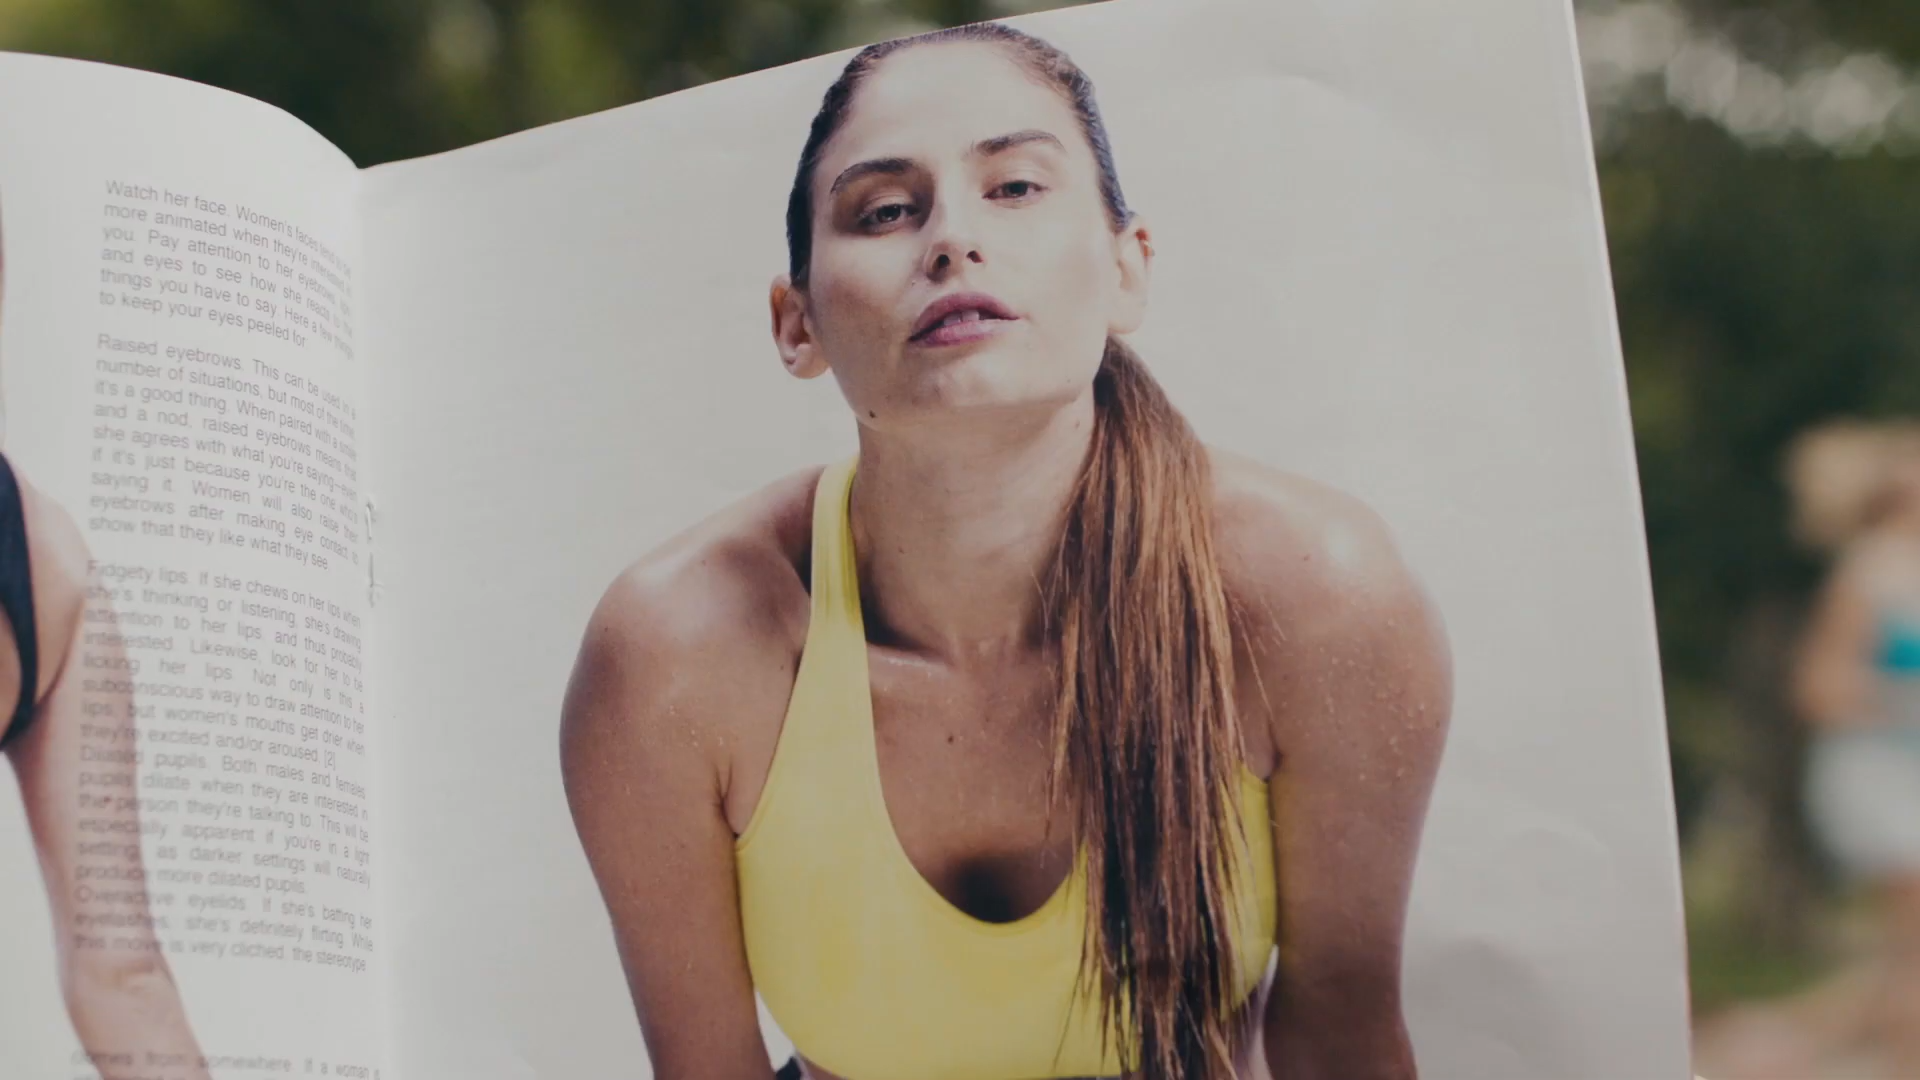 Watch her face. Women's faces tend to be
more animated when they're interested in
you. Pay attention to her eyebrows, lips,
and eyes to see how she reacts to the
things you have to say. Here a few things
to keep your eyes peeled for
Raised eyebrows. This can be used in a
number of situations, but most of the time
it's a good thing. When paired with a smile
and a nod, raised eyebrows means that
she agrees with what you're saying—even
if it's just because you're the one who's
saying it. Women will also raise their
eyebrows after making eye contact to
show that they like what they see.
Fidgety lips. If she chews on her lips when
she's thinking or listening, she's drawing
attention to her lips, and thus probably
interested. Likewise, look for her to be
licking her lips. Not only is this a
subconscious way to draw attention to her
lips, but women's mouths get drier when
they're excited and/or aroused.[2]
Dilated pupils. Both males and females
pupils dilate when they are interested in
the person they're talking to. This will be
especially apparent if you're in a light
setting, as darker settings will naturally
produce more dilated pupils.
Overactive eyelids. If she's batting her
eyelashes, she's definitely flirting. While
this move is very cliched, the stereotype
comes from somewhere. If a woman is